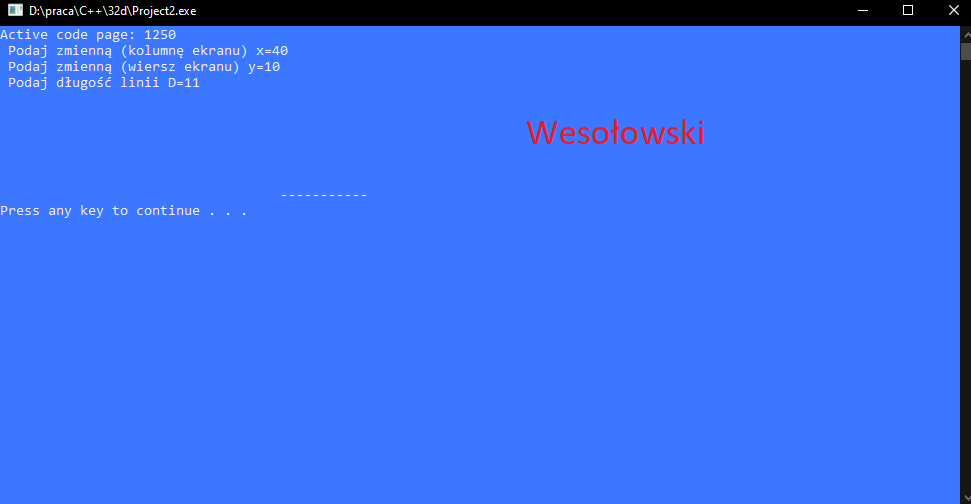 D:\praca\C++\32d\Project2.exe
Active code page: 1250
Podaj zmienną (kolumnę ekranu) x=40
Podaj zmienną (wiersz ekranu) y=10
Podaj długość linii D=11
Wesołowski
-----------
Press any key to continue . . .